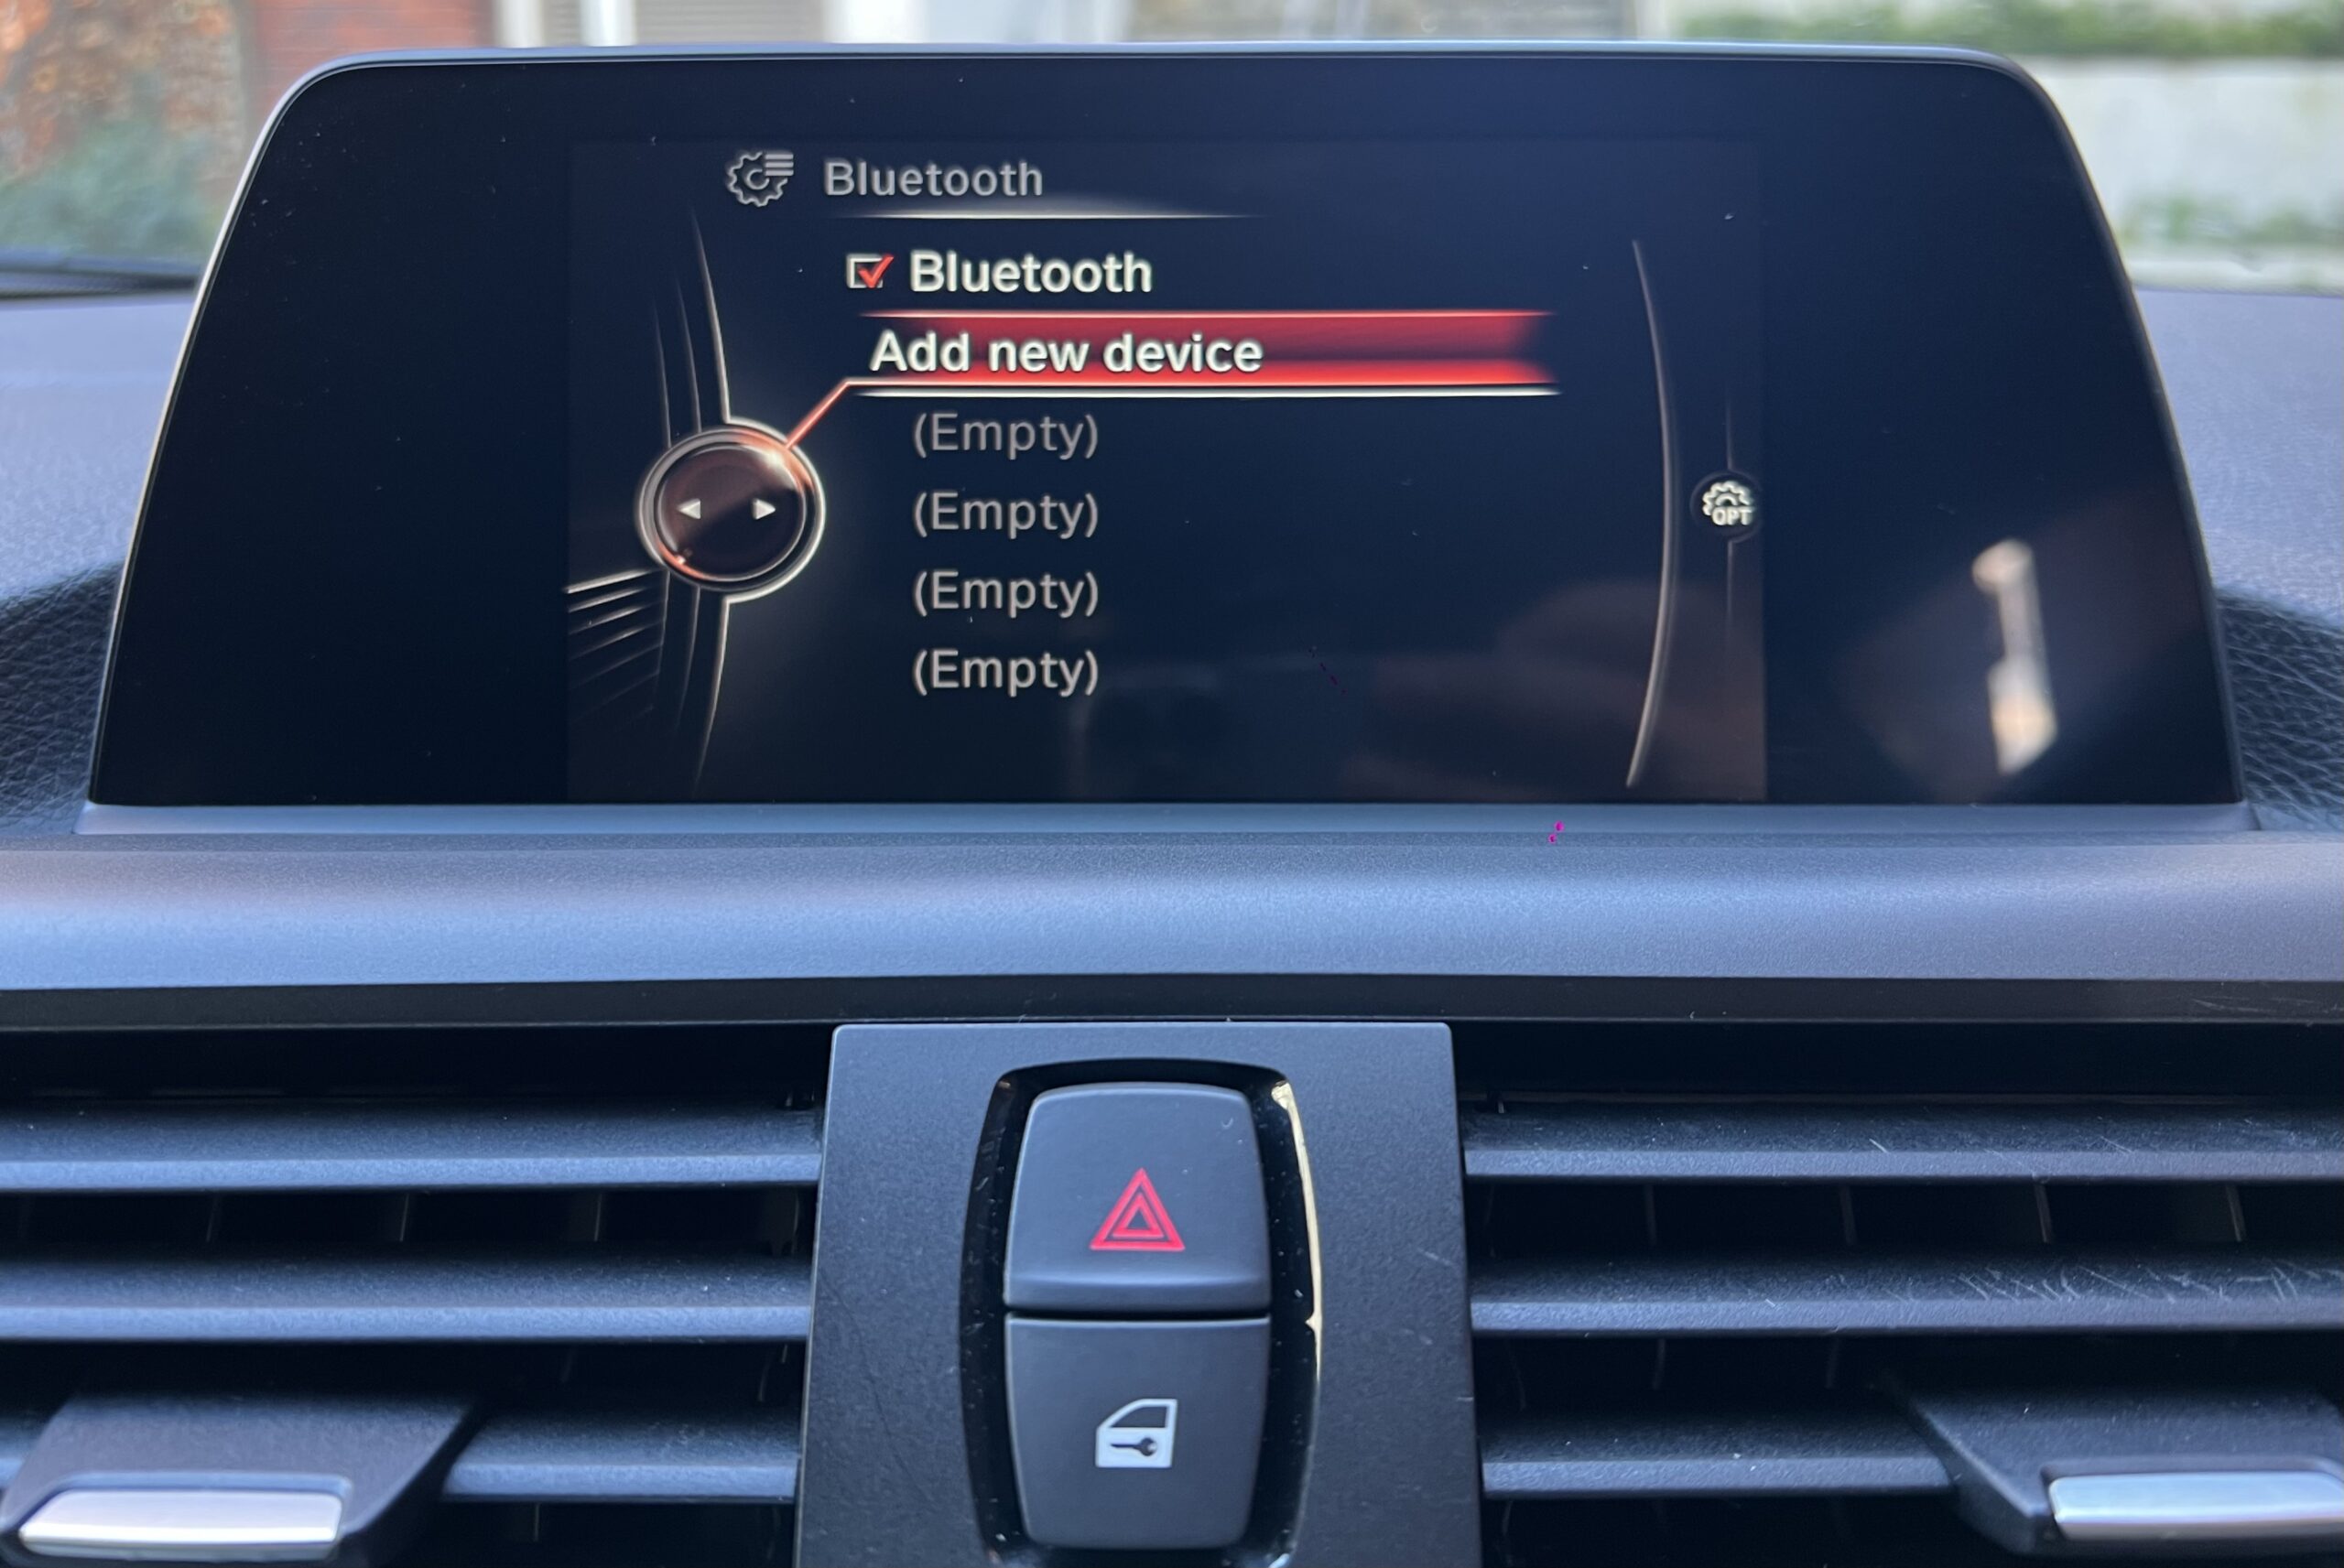 Bluetooth
Bluetooth
Add new device
(Empty)
(Empty)
OPT
(Empty)
(Empty)